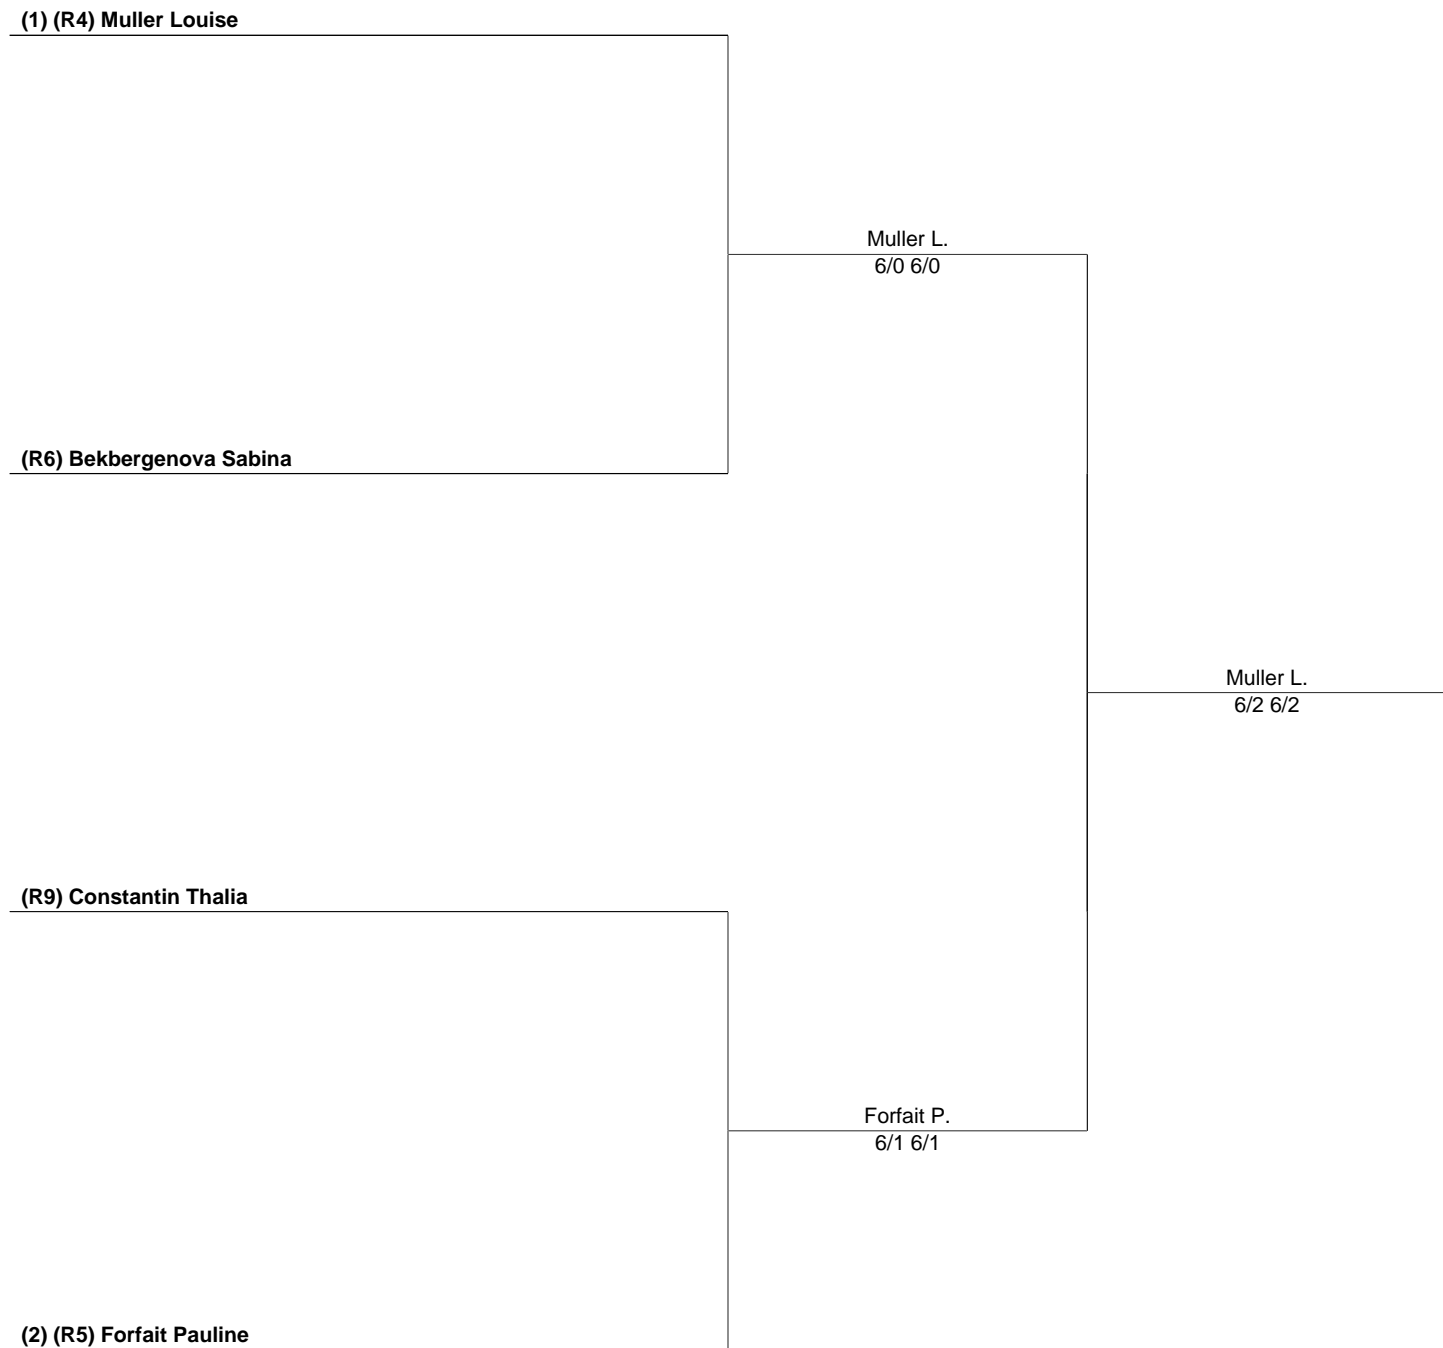 (1) (R4) Muller Louise
Muller L.
6/0 6/0
(R6) Bekbergenova Sabina
Muller L.
6/2 6/2
(R9) Constantin Thalia
Forfait P.
6/1 6/1
(2) (R5) Forfait Pauline